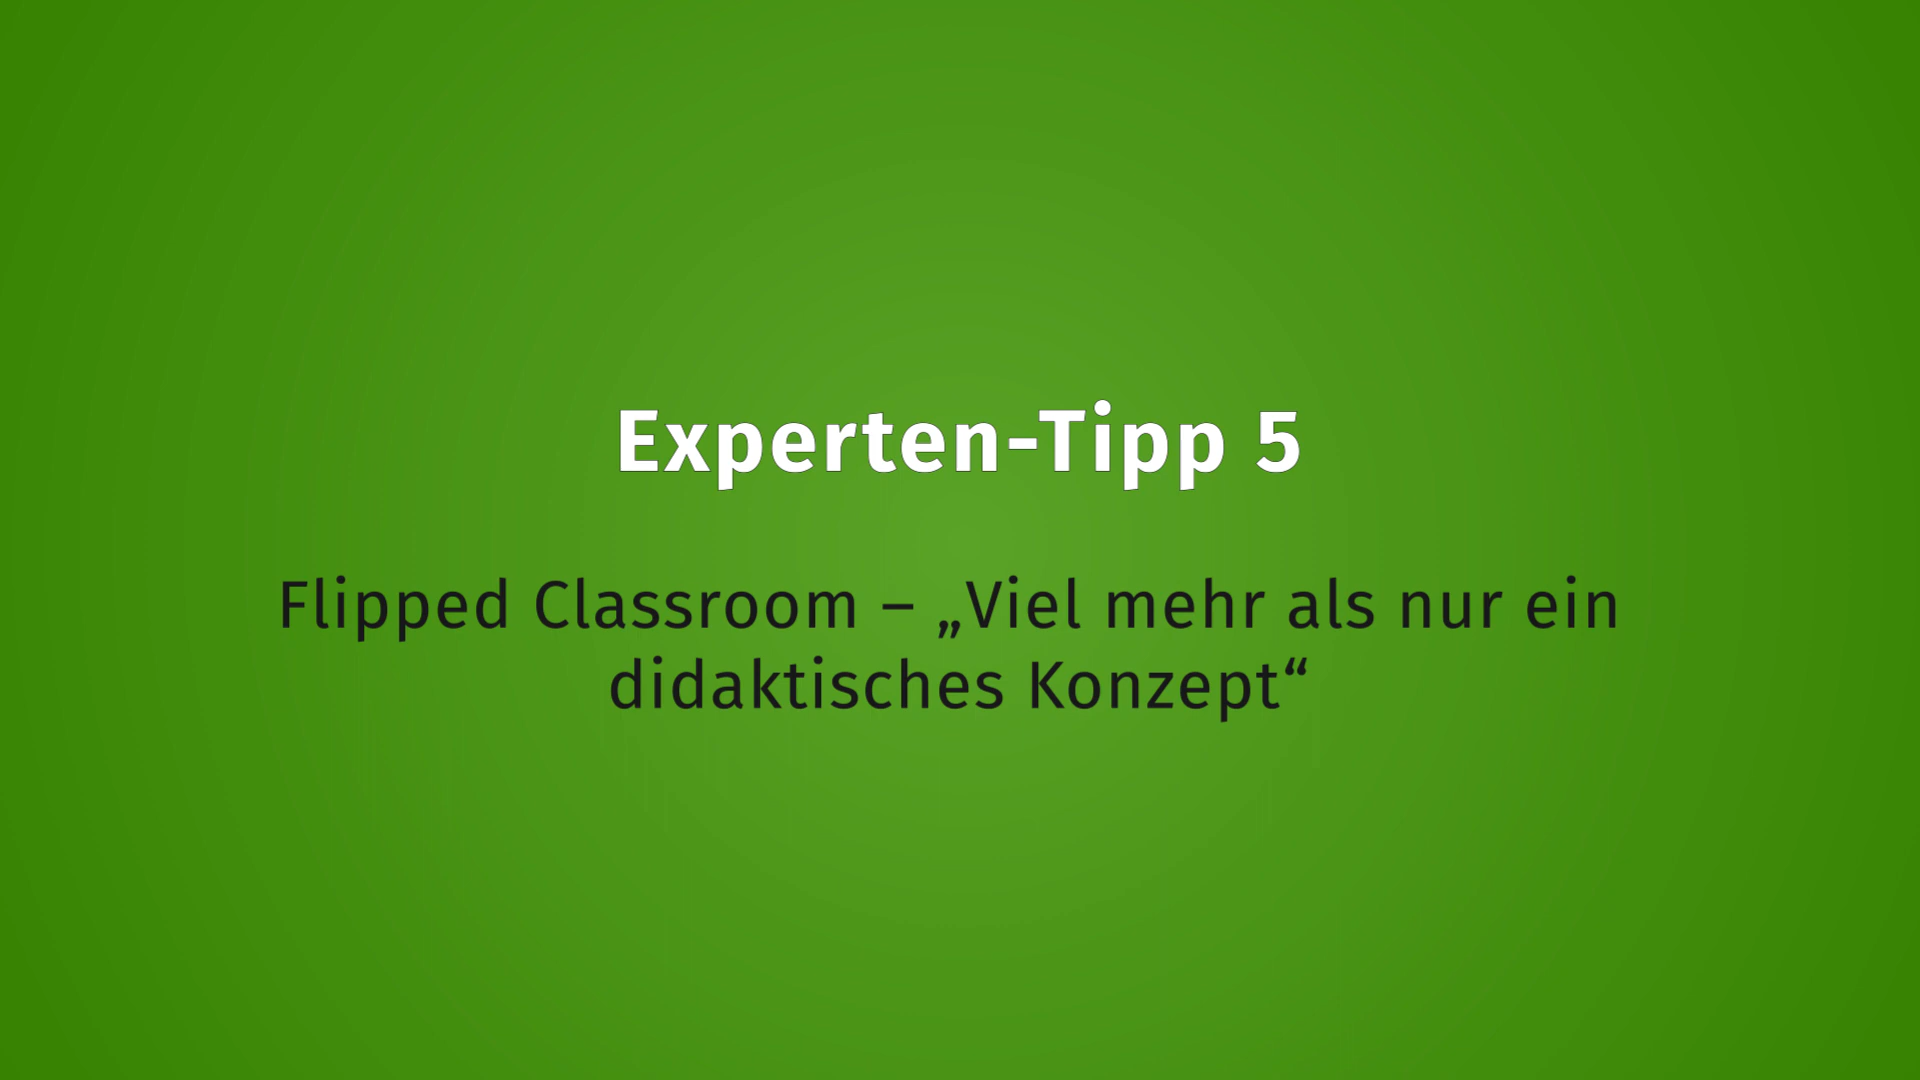 Experten-Tipp 5
Flipped Classroom – „Viel mehr als nur ein
didaktisches Konzept“